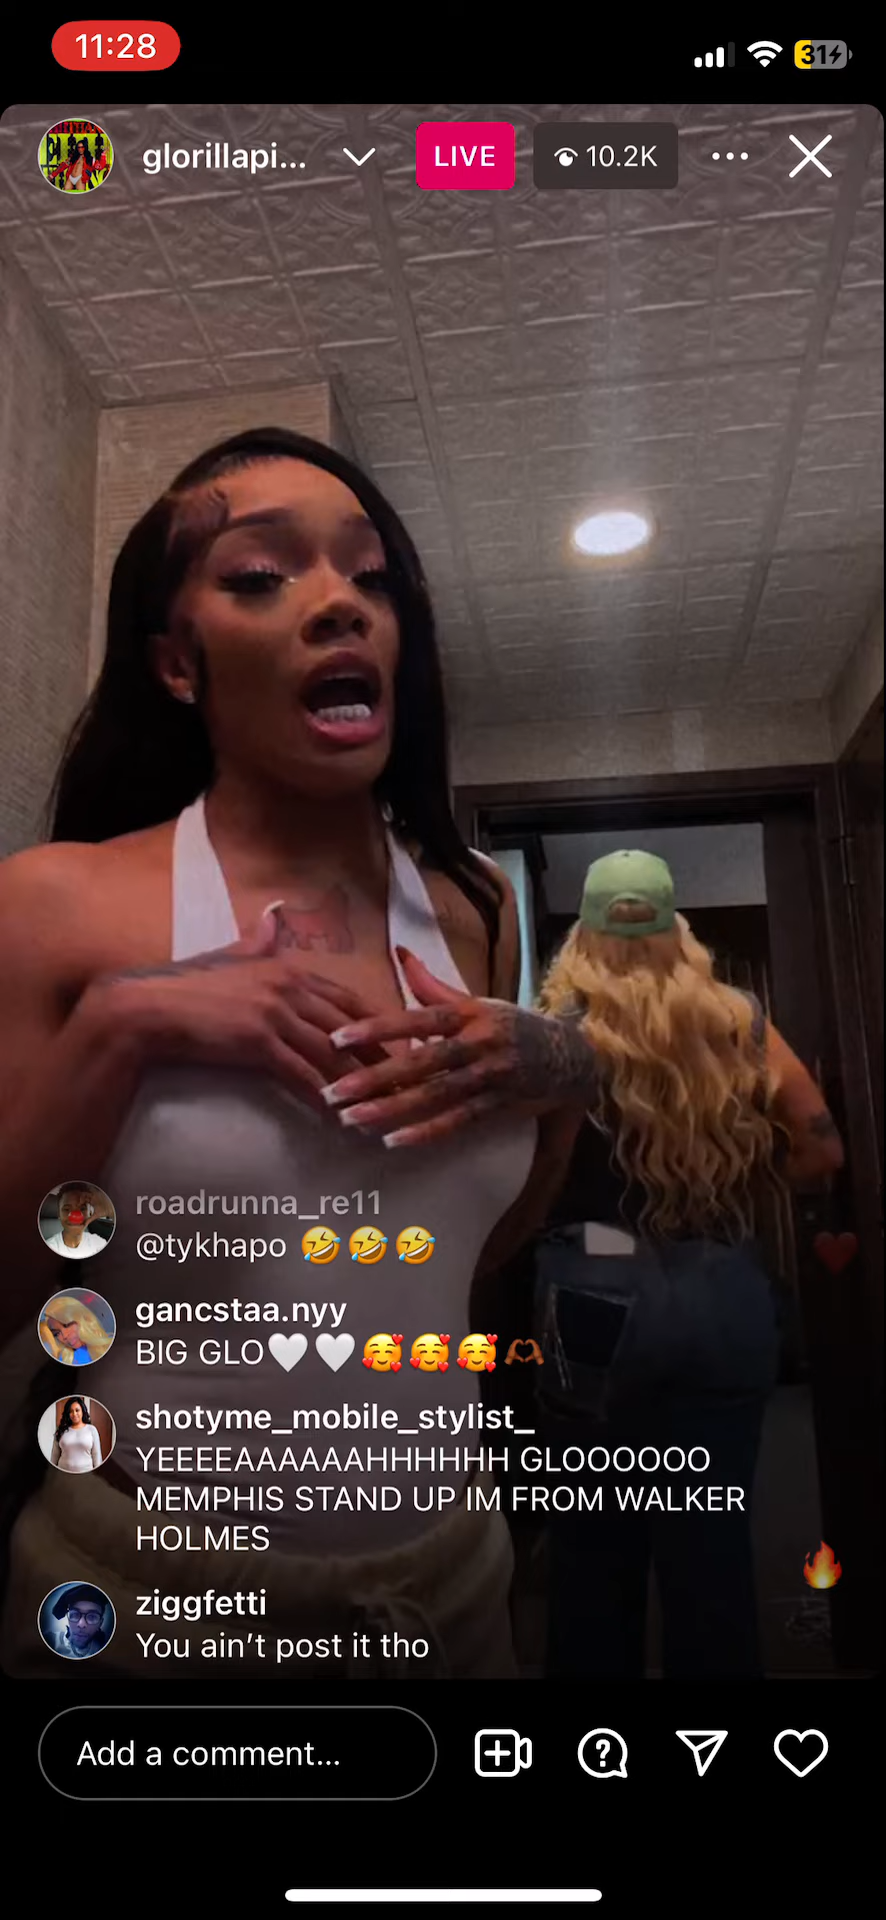 11:28
31
glorillapi...
LIVE
10.2K
roadrunna_re11
@tykhapo 🤣🤣🤣
gancstaa.nyy
BIG GLO🤍🤍🥰🥰🥰🫶🏾
shotyme_mobile_stylist_
YEEEEAAAAAAHHHHHH GLOOOOOO
MEMPHIS STAND UP IM FROM WALKER
HOLMES
ziggfetti
You ain't post it tho
Add a comment...